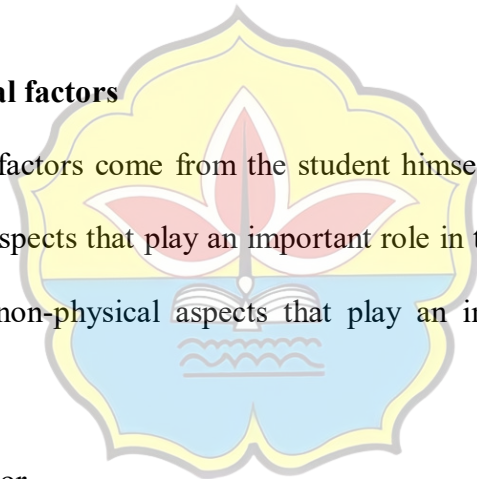 al factors
factors come from the student himse
spects that play an important role in t
non-physical aspects that play an i
or